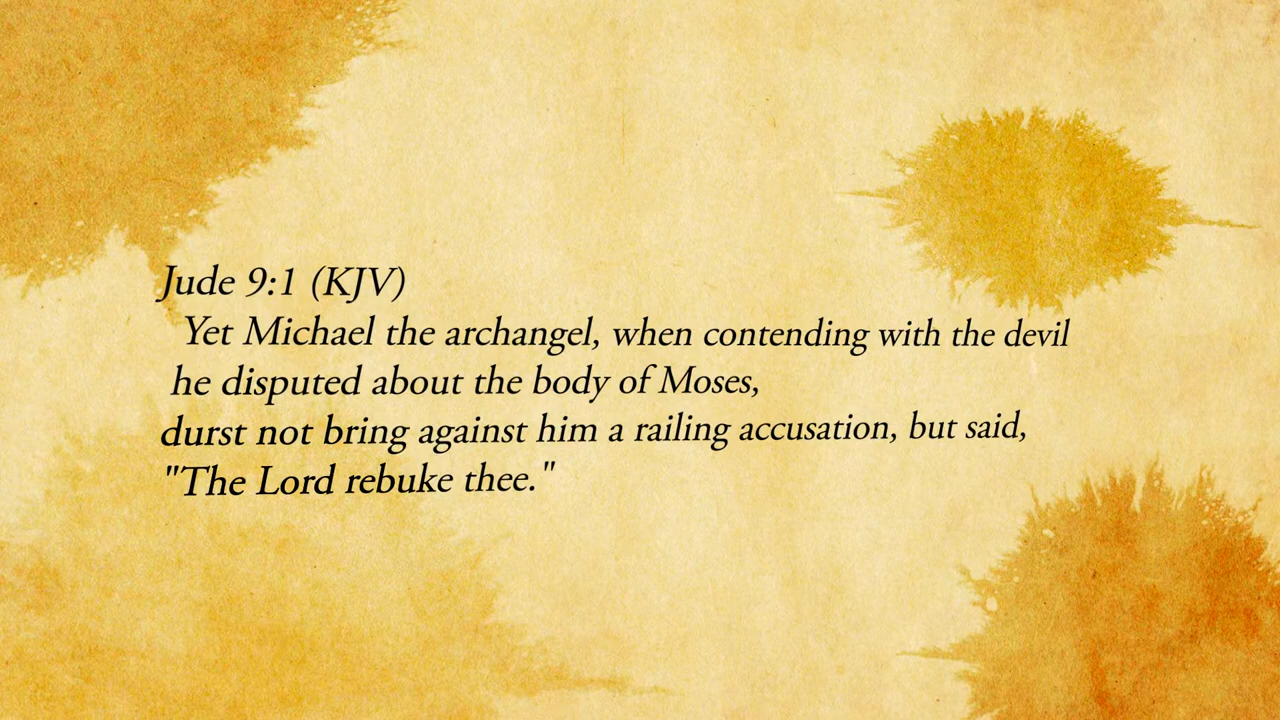 Jude 9:1 (KJV)
Yet Michael the archangel, when contending with the devil
he disputed about the body of Moses,
durst not bring against him a railing accusation, but said,
"The Lord rebuke thee."